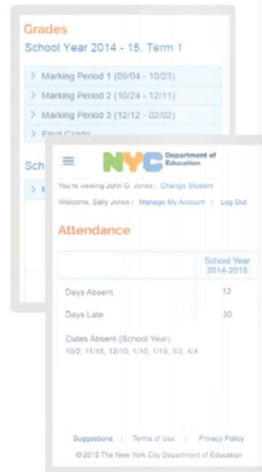 Grades
School Year 2014 - 15, Term 1
> Marking Period 1 (09/04 - 10/23)
> Marking Period 2 (10/24 - 12/11)
> Marking Period 3 (12/12 - 02/02)
> Final Grade
Sch
>
NYC Department of Education
You're viewing John G. Jones | Change Student
Welcome, Sally Jones | Manage My Account | Log Out
Attendance
School Year
2014-2015
Days Absent 12
Days Late 30
Dates Absent (School Year)
10/2, 11/15, 12/10, 1/10, 1/19, 3/2, 4/4
Suggestions | Terms of Use | Privacy Policy
©2015 The New York City Department of Education